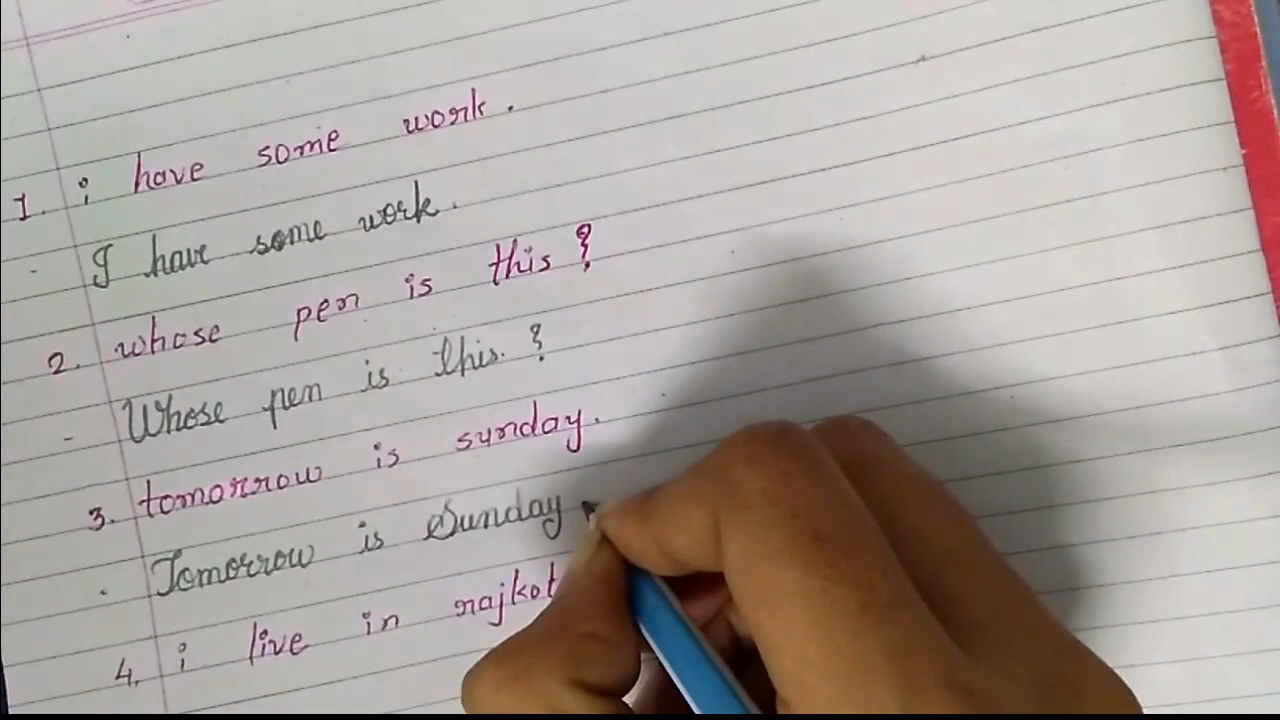 1. i have some work.
- I have some work.
2. whose pen is this?
- Whose pen is this?
3. tomorrow is sunday.
- Tomorrow is Sunday
4. i live in rajkot